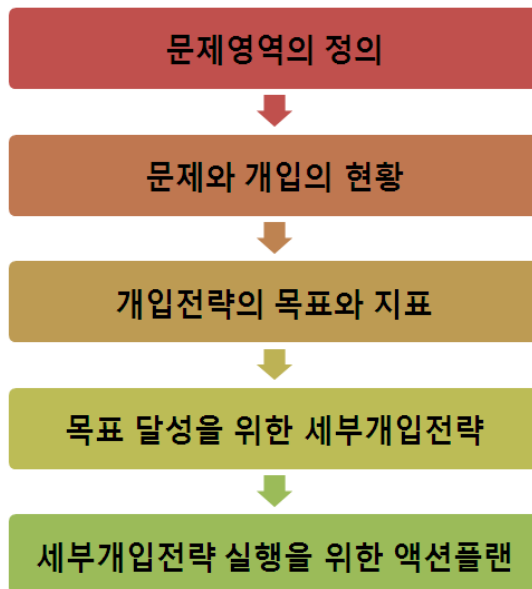 문제영역의 정의
문제와 개입의 현황
개입전략의 목표와 지표
목표 달성을 위한 세부개입전략
세부개입전략 실행을 위한 액션플랜